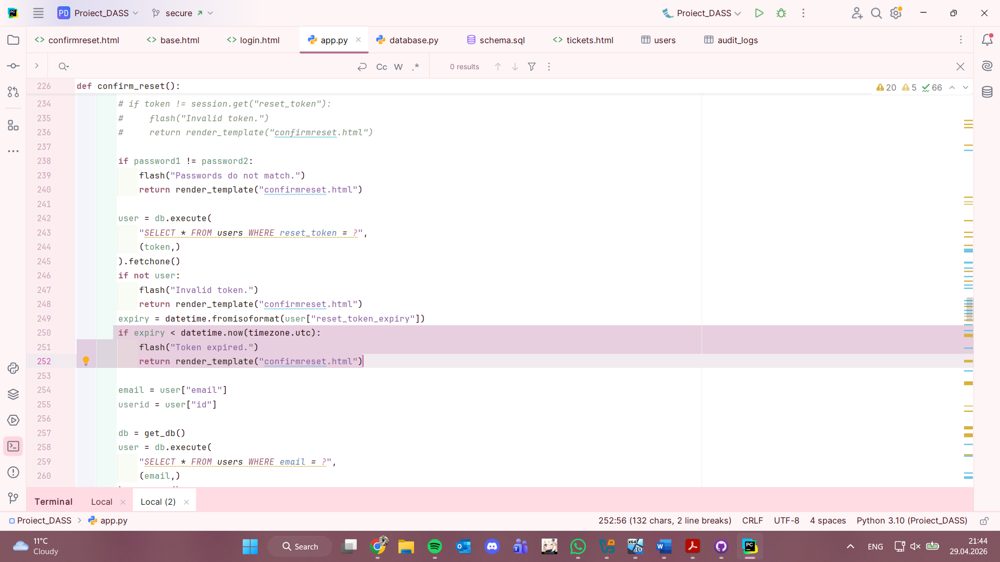 PD Proiect_DASS
secure
Proiect_DASS
confirmreset.html
base.html
login.html
app.py
database.py
schema.sql
tickets.html
users
audit_logs
Cc W .*
0 results
226 def confirm_reset():
20 5 66
234 # if token != session.get("reset_token"):
235 #     flash("Invalid token.")
236 #     return render_template("confirmreset.html")
237
238 if password1 != password2:
239     flash("Passwords do not match.")
240     return render_template("confirmreset.html")
241
242 user = db.execute(
243     "SELECT * FROM users WHERE reset_token = ?",
244     (token,)
245 ).fetchone()
246 if not user:
247     flash("Invalid token.")
248     return render_template("confirmreset.html")
249 expiry = datetime.fromisoformat(user["reset_token_expiry"])
250 if expiry < datetime.now(timezone.utc):
251     flash("Token expired.")
252     return render_template("confirmreset.html")
253
254 email = user["email"]
255 userid = user["id"]
256
257 db = get_db()
258 user = db.execute(
259     "SELECT * FROM users WHERE email = ?",
260     (email,)
Terminal Local Local (2)
Proiect_DASS > app.py
252:56 (132 chars, 2 line breaks) CRLF UTF-8 4 spaces Python 3.10 (Proiect_DASS)
11°C
Cloudy
Search
ENG
21:44
29.04.2026